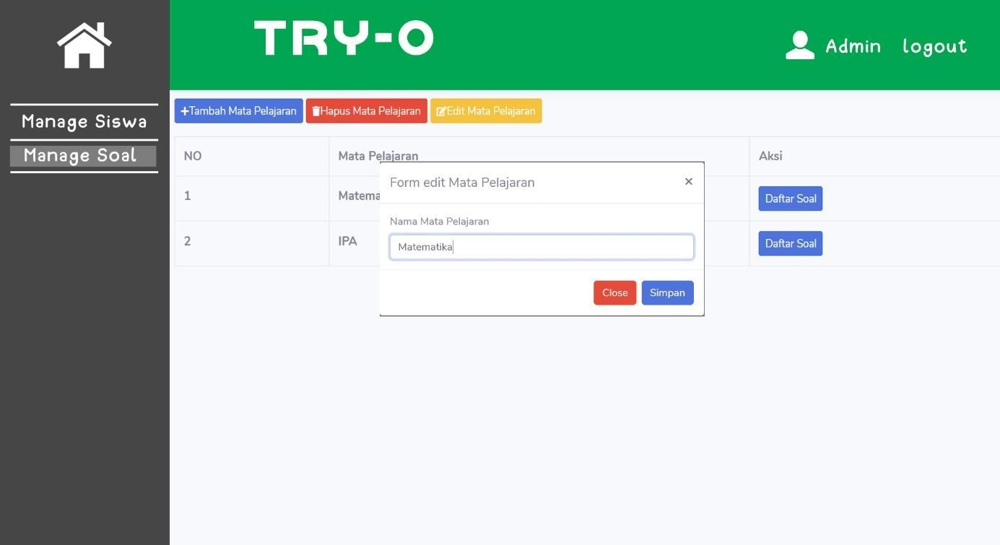 TRY-O
Admin logout
Manage Siswa
Manage Soal
Tambah Mata Pelajaran Hapus Mata Pelajaran Edit Mata Pelajaran
NO Mata Pelajaran Aksi
Form edit Mata Pelajaran ×
1 Matema Daftar Soal
Nama Mata Pelajaran
2 IPA Matematika Daftar Soal
Close Simpan